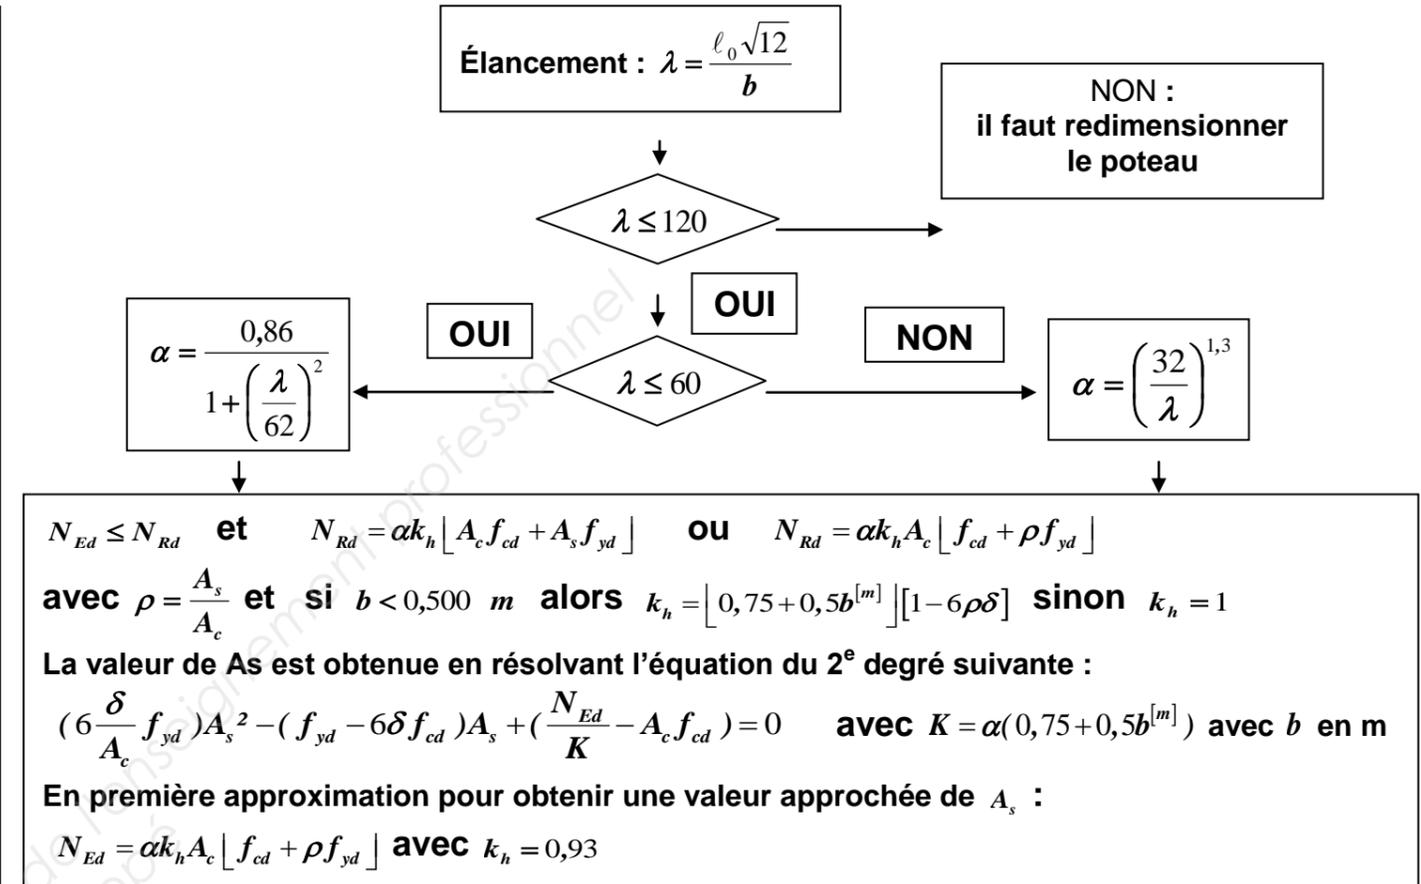 Élancement : λ = ℓ₀√12 / b
NON :
il faut redimensionner
le poteau
λ ≤ 120
OUI
OUI
NON
α = 0,86 / (1 + (λ / 62)²)
λ ≤ 60
α = (32 / λ)^1,3
N_Ed ≤ N_Rd et N_Rd = αk_h ⌊A_c f_cd + A_s f_yd⌋ ou N_Rd = αk_h A_c ⌊f_cd + ρf_yd⌋
avec ρ = A_s / A_c et si b < 0,500 m alors k_h = ⌊0,75 + 0,5b^[m]⌋[1 − 6ρδ] sinon k_h = 1
La valeur de As est obtenue en résolvant l'équation du 2e degré suivante :
(6 δ / A_c f_yd)A_s² − (f_yd − 6δf_cd)A_s + (N_Ed / K − A_c f_cd) = 0 avec K = α(0,75 + 0,5b^[m]) avec b en m
En première approximation pour obtenir une valeur approchée de A_s :
N_Ed = αk_h A_c ⌊f_cd + ρf_yd⌋ avec k_h = 0,93
de l'enseignement professionnel